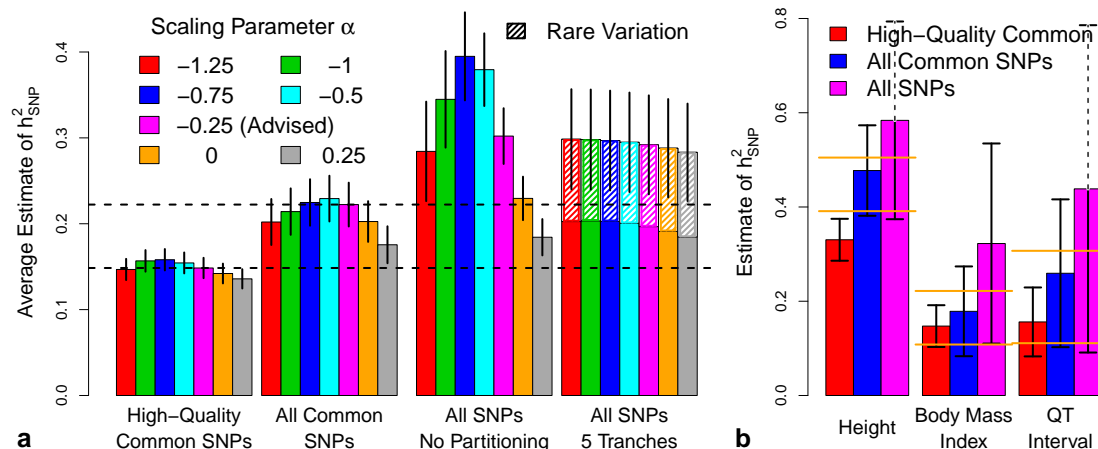 Scaling Parameter α
−1.25
−1
−0.75
−0.5
−0.25 (Advised)
0
0.25
Rare Variation
Average Estimate of h²SNP
0.0
0.1
0.2
0.3
0.4
High−Quality
Common SNPs
All Common
SNPs
All SNPs
No Partitioning
All SNPs
5 Tranches
a
High−Quality Common
All Common SNPs
All SNPs
Estimate of h²SNP
0.0
0.2
0.4
0.6
0.8
Height
Body Mass
Index
QT
Interval
b